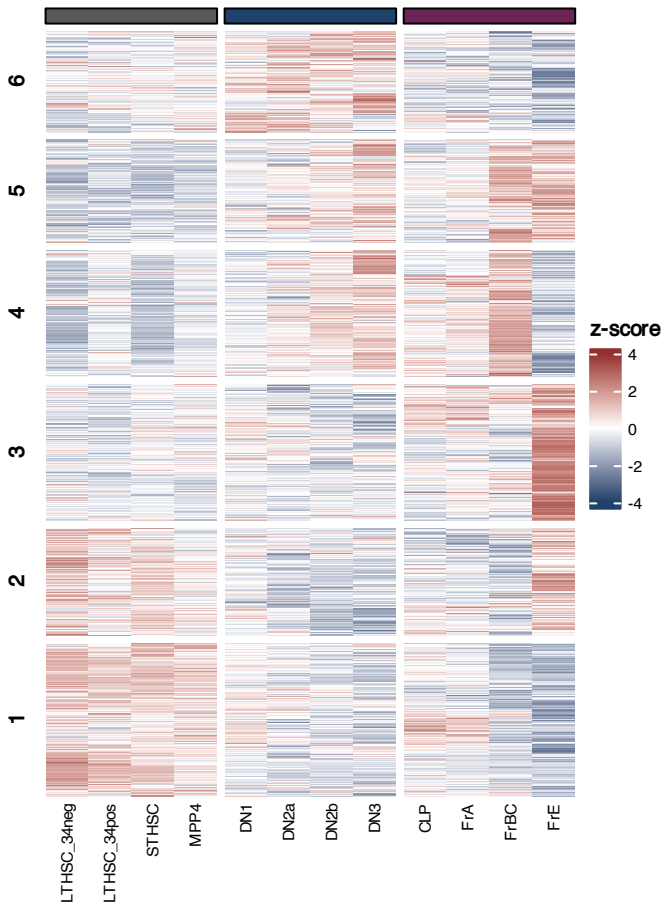 6
5
4
3
2
1
z-score
4
2
0
-2
-4
LTHSC_34neg
LTHSC_34pos
STHSC
MPP4
DN1
DN2a
DN2b
DN3
CLP
FrA
FrBC
FrE